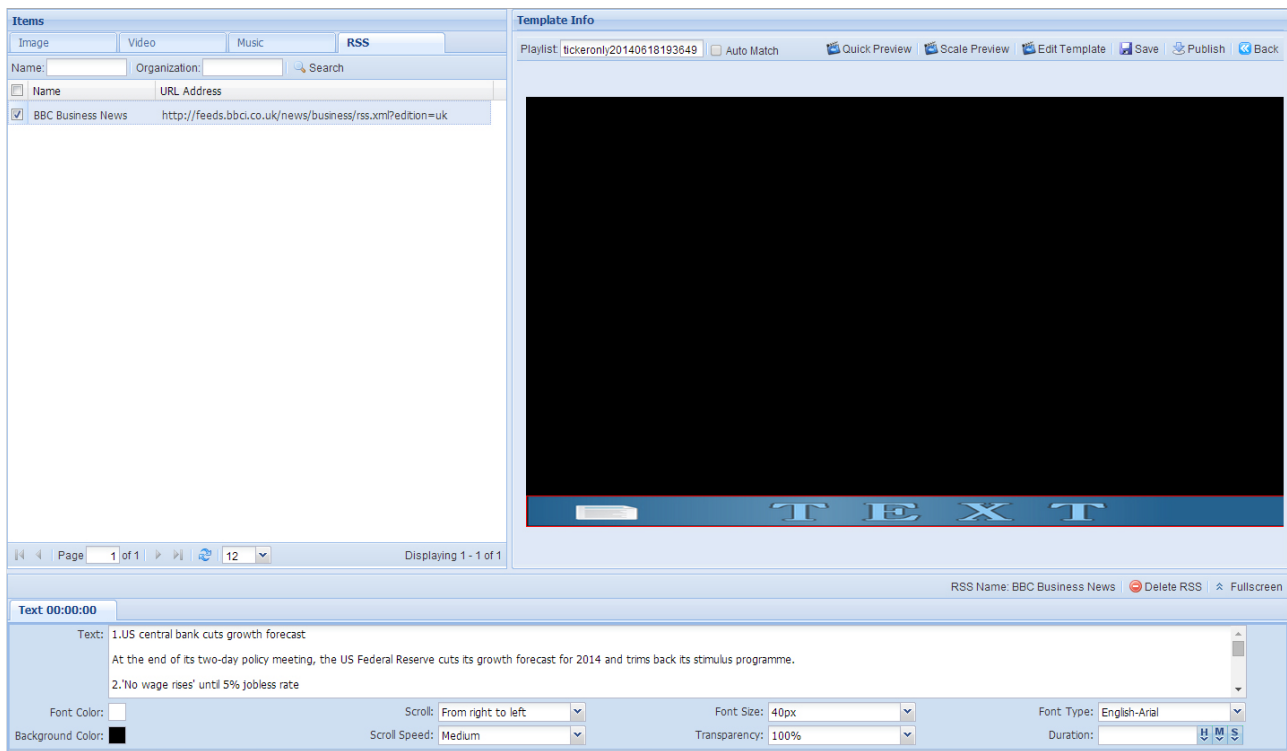 Items
Image Video Music RSS
Name: Organization: Search
Name URL Address
BBC Business News http://feeds.bbci.co.uk/news/business/rss.xml?edition=uk
Page 1 of 1 12 Displaying 1 - 1 of 1
Template Info
Playlist: tickeronly20140618193649 Auto Match Quick Preview Scale Preview Edit Template Save Publish Back
TEXT
RSS Name: BBC Business News Delete RSS Fullscreen
Text 00:00:00
Text: 1.US central bank cuts growth forecast
At the end of its two-day policy meeting, the US Federal Reserve cuts its growth forecast for 2014 and trims back its stimulus programme.
2.'No wage rises' until 5% jobless rate
Font Color: Scroll: From right to left Font Size: 40px Font Type: English-Arial
Background Color: Scroll Speed: Medium Transparency: 100% Duration: H M S